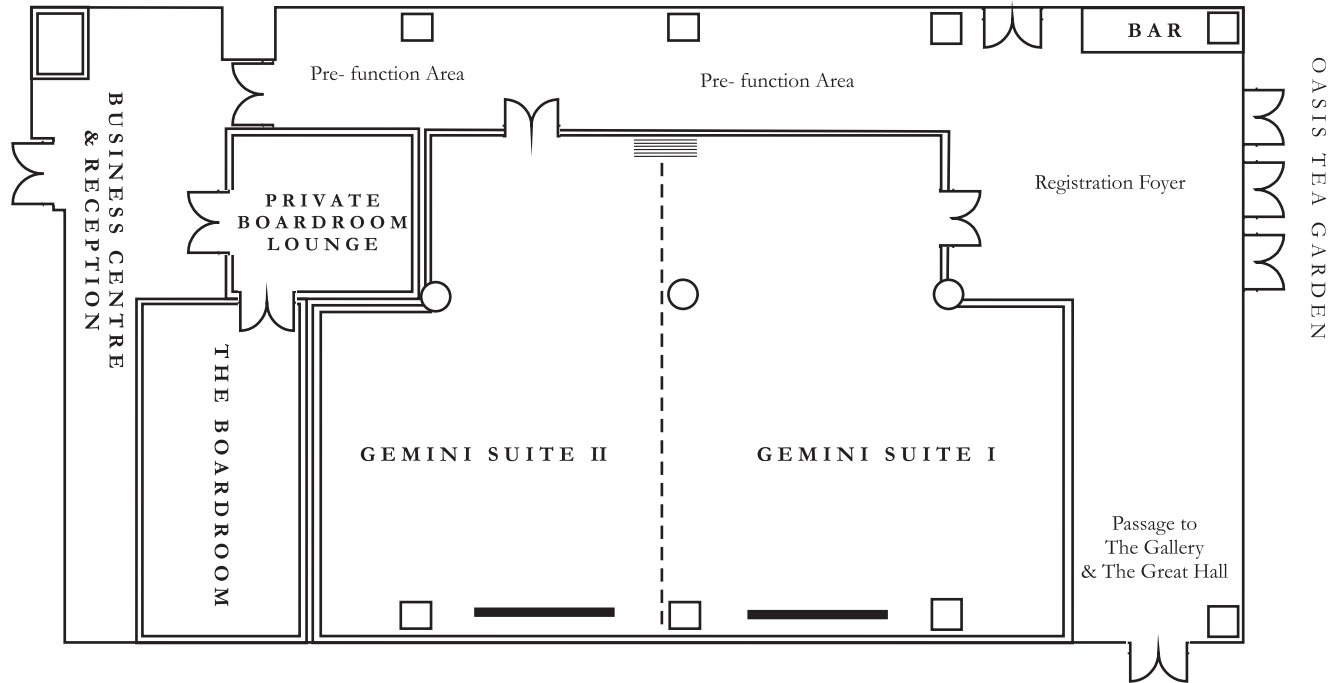 BAR
Pre- function Area
Pre- function Area
OASIS TEA GARDEN
BUSINESS CENTRE
& RECEPTION
Registration Foyer
PRIVATE
BOARDROOM
LOUNGE
THE BOARDROOM
GEMINI SUITE II
GEMINI SUITE I
Passage to
The Gallery
& The Great Hall